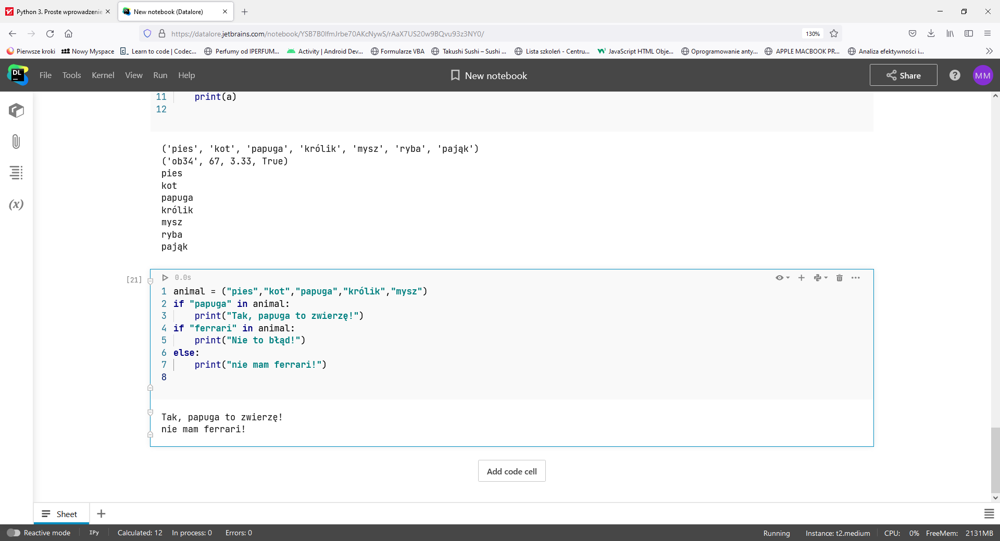 Python 3. Proste wprowadzenie
New notebook (Datalore)
https://datalore.jetbrains.com/notebook/YSB7B0lfmJrbe70AKcNywS/rAaX7US20w9BQvu93z3NY0/
130%
Pierwsze kroki
Nowy Myspace
Learn to code | Codec...
Perfumy od IPERFUM...
Activity | Android Dev...
Formularze VBA
Takushi Sushi – Sushi ...
Lista szkoleń - Centru...
JavaScript HTML Obje...
Oprogramowanie anty...
APPLE MACBOOK PR...
Analiza efektywności i...
DL File Tools Kernel View Run Help
New notebook
Share
MM
11 print(a)
12
('pies', 'kot', 'papuga', 'królik', 'mysz', 'ryba', 'pająk')
('ob34', 67, 3.33, True)
pies
kot
papuga
królik
mysz
ryba
pająk
(x)
[21]
0.0s
1 animal = ("pies","kot","papuga","królik","mysz")
2 if "papuga" in animal:
3     print("Tak, papuga to zwierzę!")
4 if "ferrari" in animal:
5     print("Nie to błąd!")
6 else:
7     print("nie mam ferrari!")
8
Tak, papuga to zwierzę!
nie mam ferrari!
Add code cell
Sheet
Reactive mode IPy Calculated: 12 In process: 0 Errors: 0 Running Instance: t2.medium CPU: 0% FreeMem: 2131MB